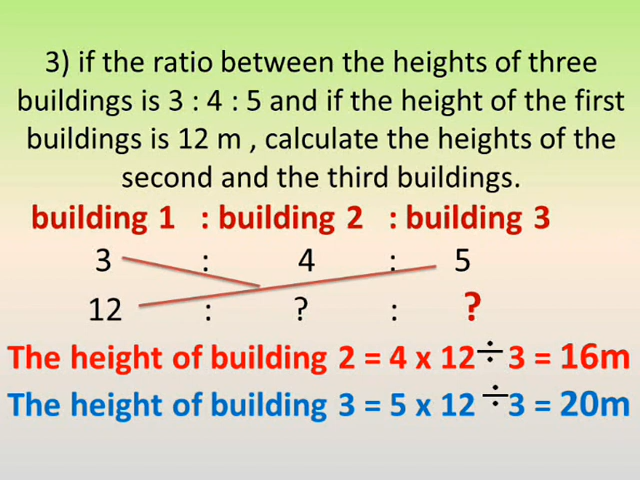 3) if the ratio between the heights of three
buildings is 3 : 4 : 5 and if the height of the first
buildings is 12 m , calculate the heights of the
second and the third buildings.
building 1 : building 2 : building 3
3 : 4 : 5
12 : ? : ?
The height of building 2 = 4 x 12 ÷ 3 = 16m
The height of building 3 = 5 x 12 ÷ 3 = 20m